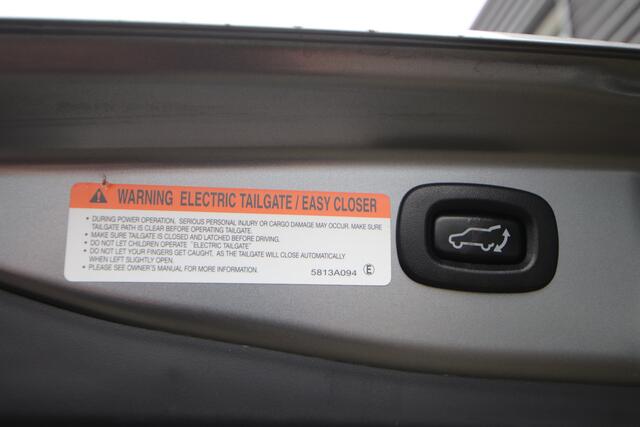 WARNING ELECTRIC TAILGATE / EASY CLOSER
• DURING POWER OPERATION, SERIOUS PERSONAL INJURY OR CARGO DAMAGE MAY OCCUR. MAKE SURE
TAILGATE PATH IS CLEAR BEFORE OPERATING TAILGATE.
• MAKE SURE TAILGATE IS CLOSED AND LATCHED BEFORE DRIVING.
• DO NOT LET CHILDREN OPERATE "ELECTRIC TAILGATE"
• DO NOT LET YOUR FINGERS GET CAUGHT, AS THE TAILGATE WILL CLOSE AUTOMATICALLY
WHEN LEFT SLIGHTLY OPEN.
• PLEASE SEE OWNER'S MANUAL FOR MORE INFORMATION.
5813A094 Ⓔ